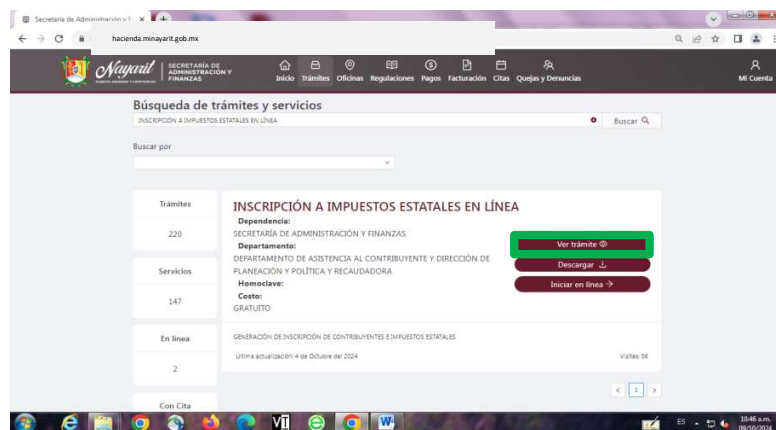 Secretaría de Administración y F
hacienda.minayarit.gob.mx
Nayarit
SECRETARÍA DE
ADMINISTRACIÓN Y
FINANZAS
Inicio Trámites Oficinas Regulaciones Pagos Facturación Citas Quejas y Denuncias
Mi Cuenta
Búsqueda de trámites y servicios
INSCRIPCIÓN A IMPUESTOS ESTATALES EN LÍNEA
Buscar
Buscar por
Trámites
220
Servicios
147
En línea
2
Con Cita
INSCRIPCIÓN A IMPUESTOS ESTATALES EN LÍNEA
Dependencia:
SECRETARÍA DE ADMINISTRACIÓN Y FINANZAS
Departamento:
DEPARTAMENTO DE ASISTENCIA AL CONTRIBUYENTE Y DIRECCIÓN DE
PLANEACIÓN Y POLÍTICA Y RECAUDADORA
Homoclave:
Costo:
GRATUITO
Ver trámite
Descargar
Iniciar en línea
GENERACIÓN DE INSCRIPCIÓN DE CONTRIBUYENTES E IMPUESTOS ESTATALES
Última actualización: 4 de Octubre del 2024
Visitas: 56
1
ES
10:46 a.m.
09/10/2024